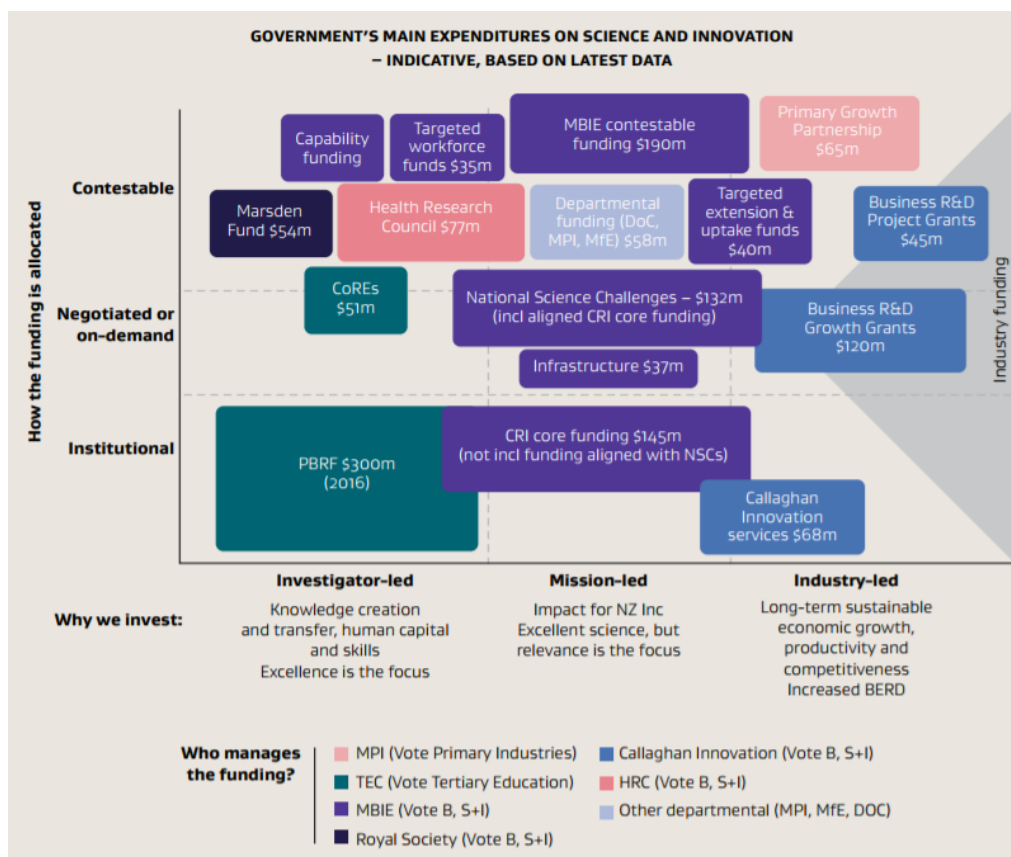 GOVERNMENT'S MAIN EXPENDITURES ON SCIENCE AND INNOVATION
– INDICATIVE, BASED ON LATEST DATA
How the funding is allocated
Contestable
Capability
funding
Targeted
workforce
funds $35m
MBIE contestable
funding $190m
Primary Growth
Partnership
$65m
Marsden
Fund $54m
Health Research
Council $77m
Departmental
funding (DoC,
MPI, MfE) $58m
Targeted
extension &
uptake funds
$40m
Business R&D
Project Grants
$45m
Negotiated or
on-demand
CoREs
$51m
National Science Challenges – $132m
(incl aligned CRI core funding)
Infrastructure $37m
Business R&D
Growth Grants
$120m
Industry funding
Institutional
PBRF $300m
(2016)
CRI core funding $145m
(not incl funding aligned with NSCs)
Callaghan
Innovation
services $68m
Investigator-led
Mission-led
Industry-led
Why we invest:
Knowledge creation
and transfer, human capital
and skills
Excellence is the focus
Impact for NZ Inc
Excellent science, but
relevance is the focus
Long-term sustainable
economic growth,
productivity and
competitiveness
Increased BERD
Who manages
the funding?
MPI (Vote Primary Industries)
TEC (Vote Tertiary Education)
MBIE (Vote B, S+I)
Royal Society (Vote B, S+I)
Callaghan Innovation (Vote B, S+I)
HRC (Vote B, S+I)
Other departmental (MPI, MfE, DOC)